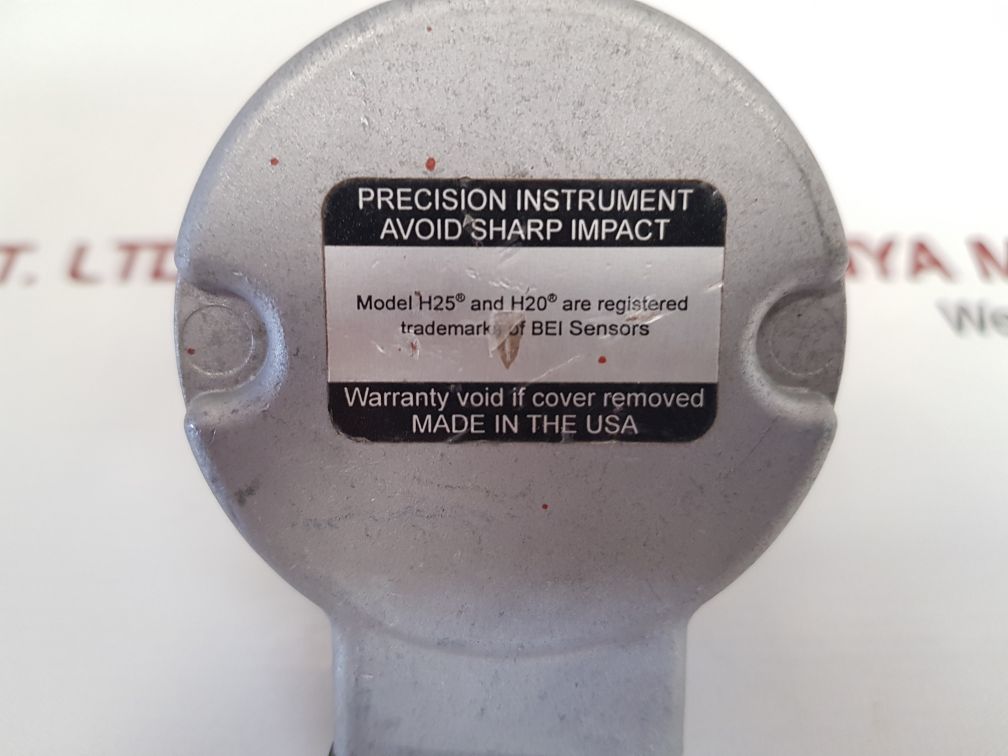 PRECISION INSTRUMENT
AVOID SHARP IMPACT
Model H25® and H20® are registered
trademarks of BEI Sensors
Warranty void if cover removed
MADE IN THE USA
T. LTD
AYA M
We